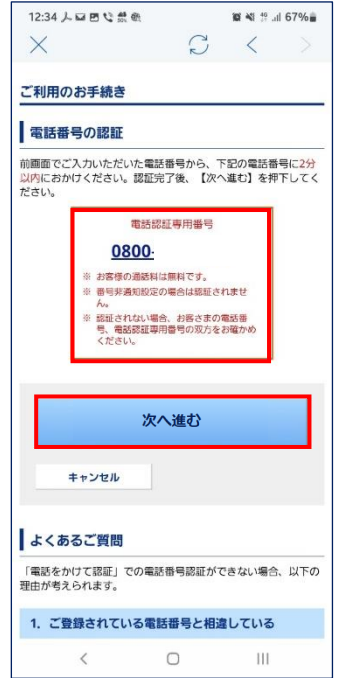 12:34
67%
ご利用のお手続き
電話番号の認証
前画面でご入力いただいた電話番号から、下記の電話番号に2分
以内におかけください。認証完了後、【次へ進む】を押下してく
ださい。
電話認証専用番号
0800-
※ お客様の通話料は無料です。
※ 番号非通知設定の場合は認証されませ
ん。
※ 認証されない場合、お客さまの電話番
号、電話認証専用番号の双方をお確かめ
ください。
次へ進む
キャンセル
よくあるご質問
「電話をかけて認証」での電話番号認証ができない場合、以下の
理由が考えられます。
1. ご登録されている電話番号と相違している